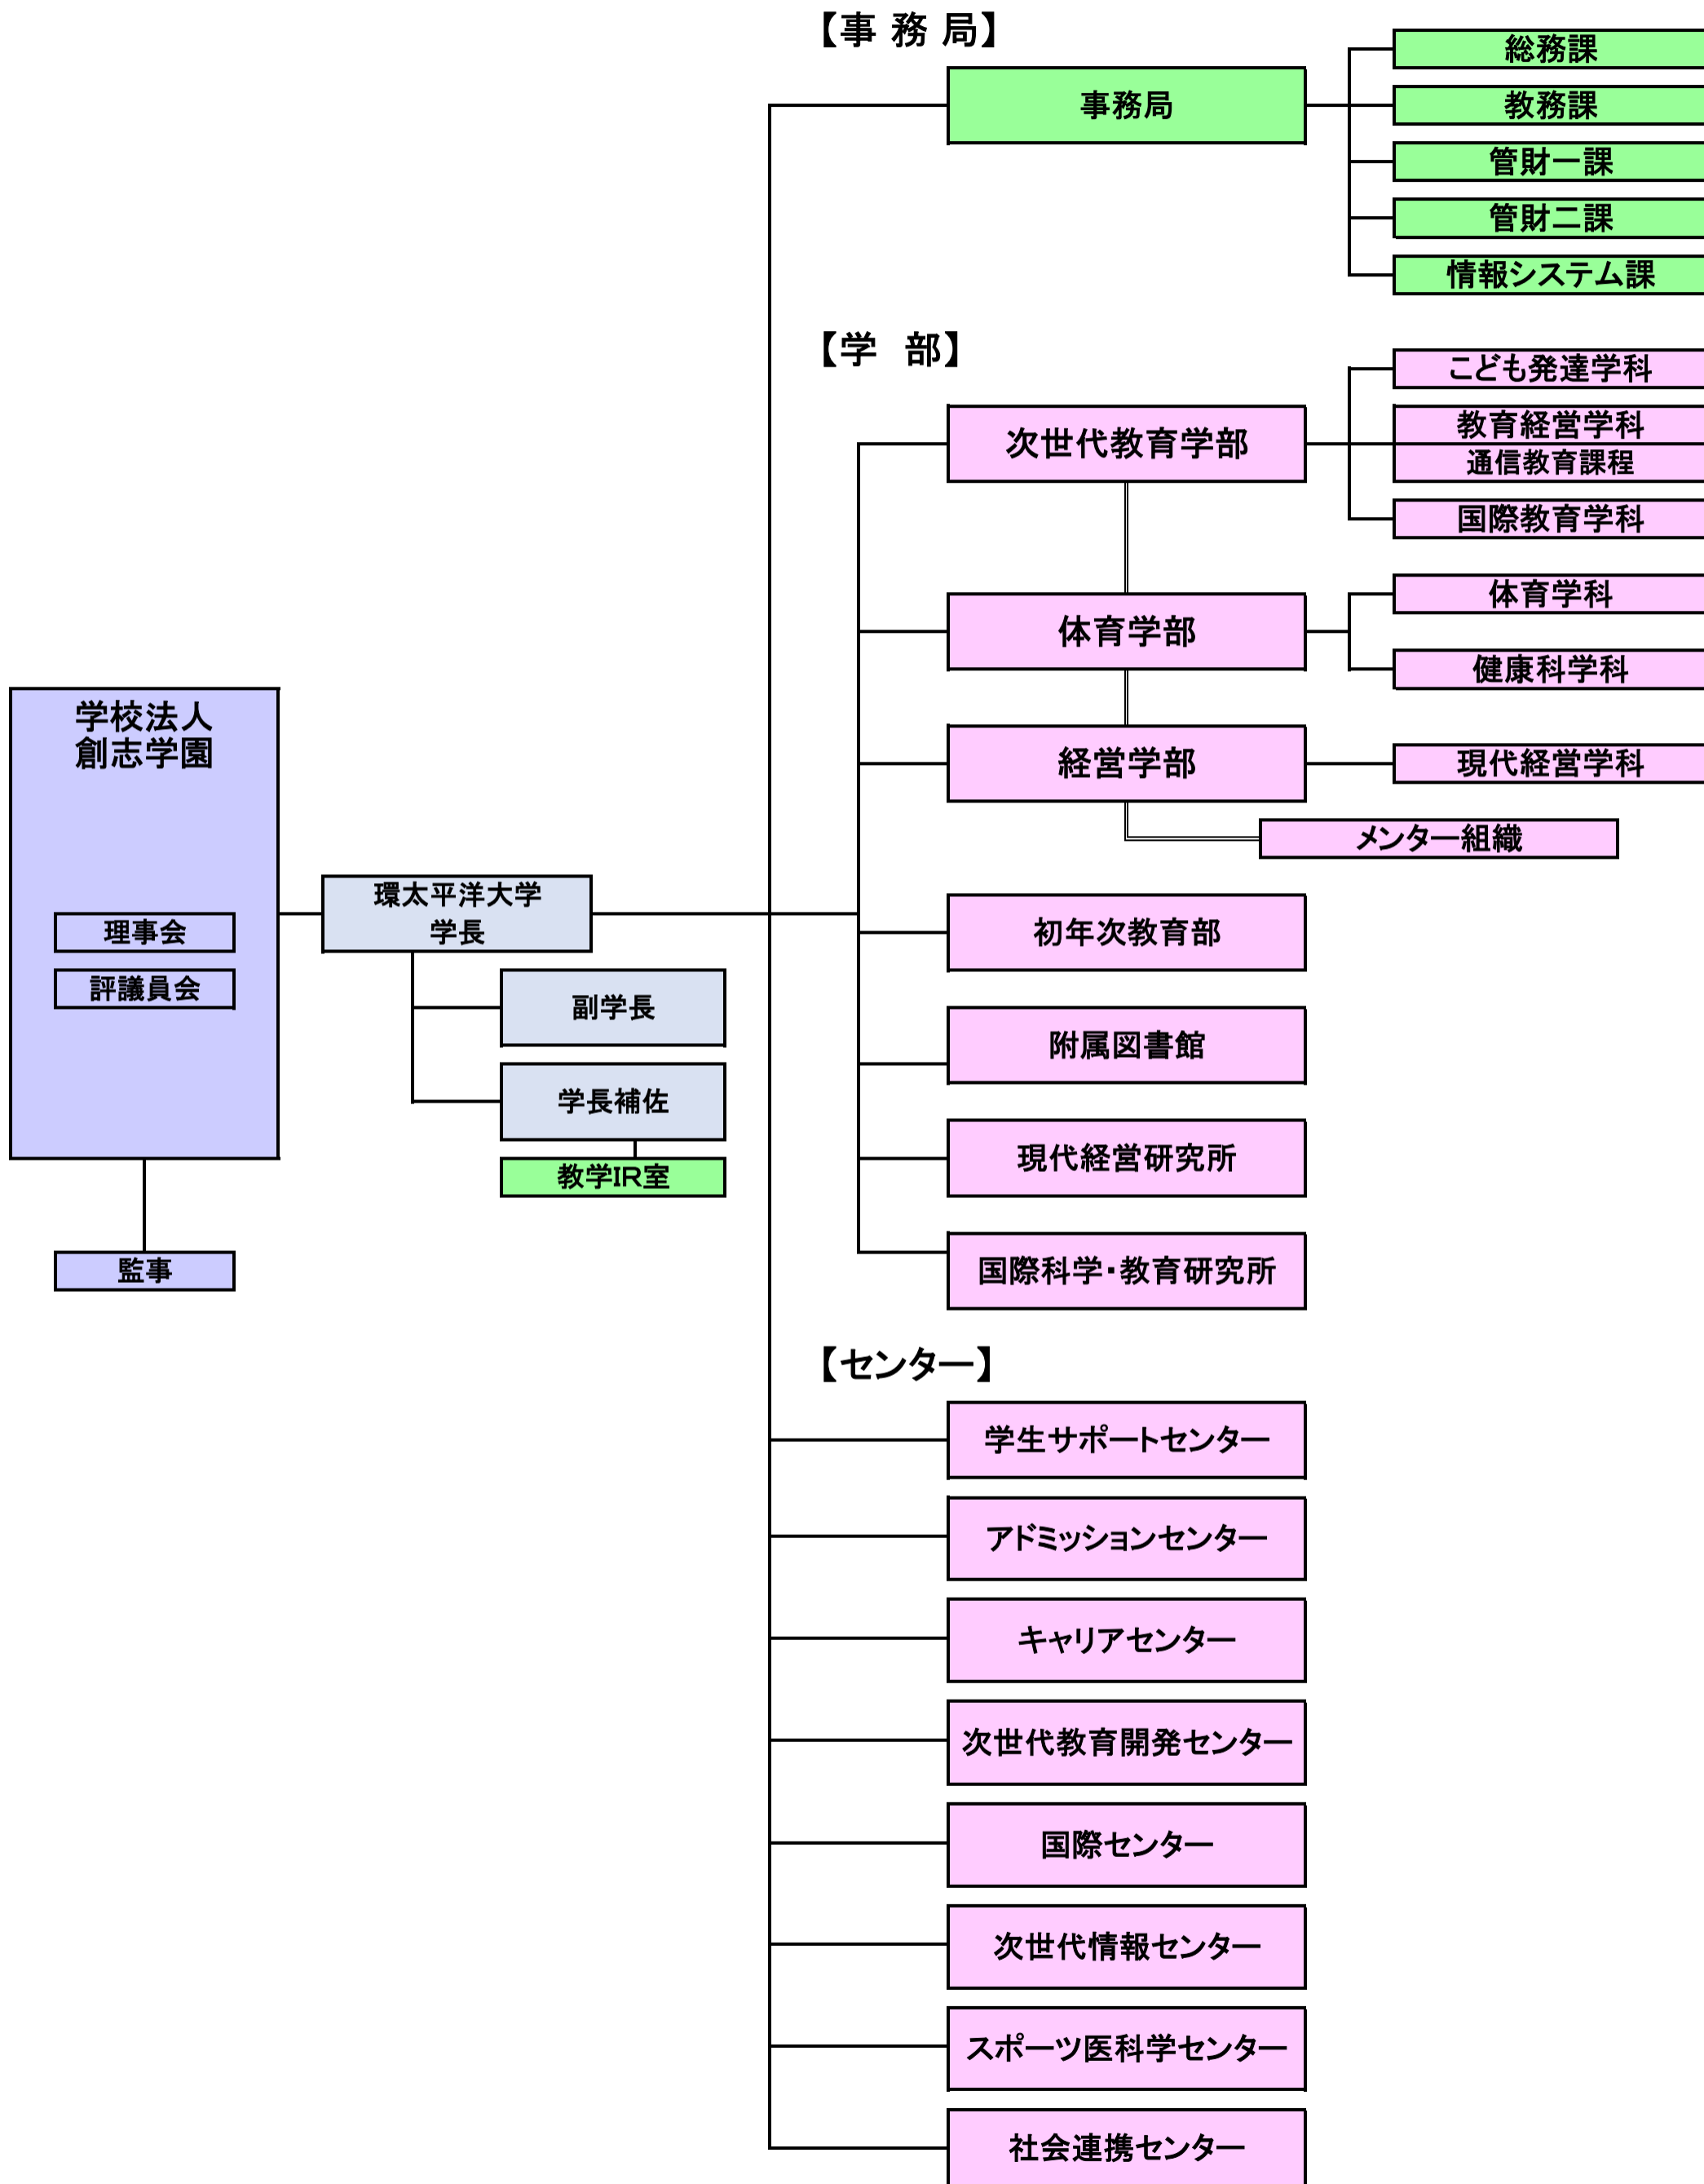 【事 務 局】
事務局
総務課
教務課
管財一課
管財二課
情報システム課
【学 部】
次世代教育学部
こども発達学科
教育経営学科
通信教育課程
国際教育学科
体育学部
体育学科
健康科学科
経営学部
現代経営学科
メンター組織
学校法人
創志学園
理事会
評議員会
監事
環太平洋大学
学長
副学長
学長補佐
教学IR室
初年次教育部
附属図書館
現代経営研究所
国際科学・教育研究所
【センター】
学生サポートセンター
アドミッションセンター
キャリアセンター
次世代教育開発センター
国際センター
次世代情報センター
スポーツ医科学センター
社会連携センター